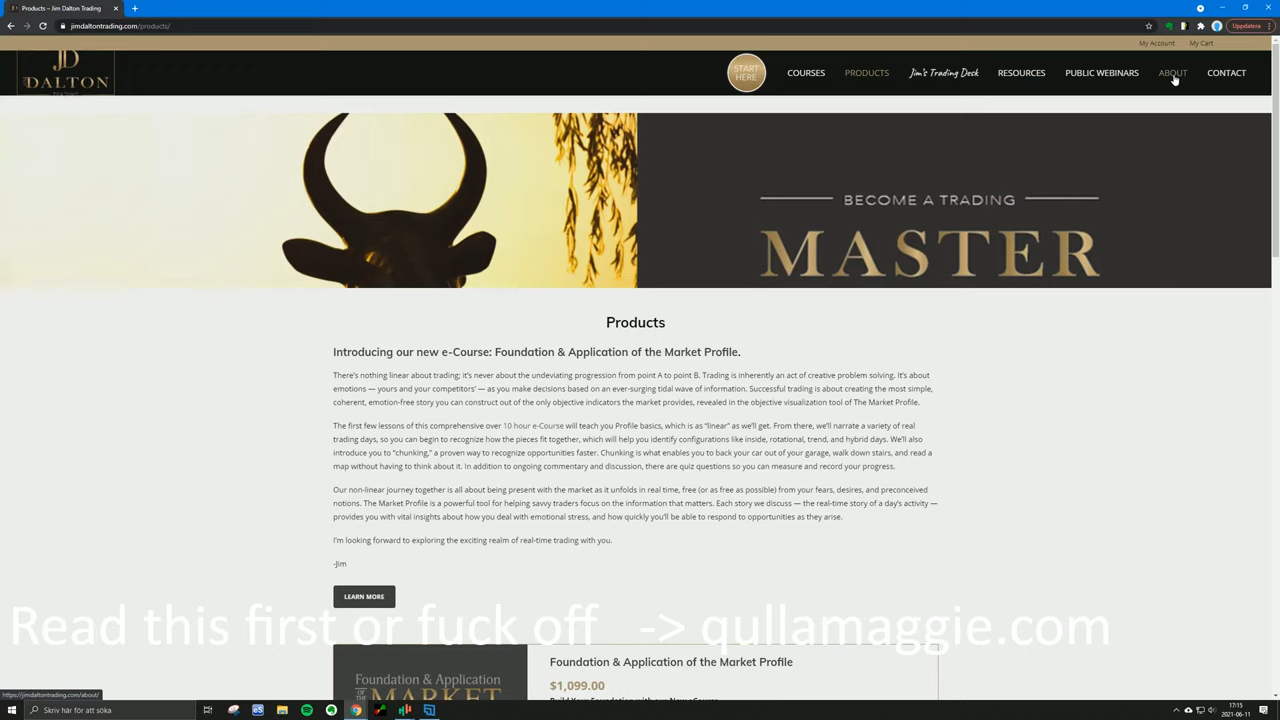 Products – Jim Dalton Trading
jimdaltontrading.com/products/
Uppdatera
My Account
My Cart
JD
DALTON
TRADING
START
HERE
COURSES
PRODUCTS
Jim's Trading Desk
RESOURCES
PUBLIC WEBINARS
ABOUT
CONTACT
BECOME A TRADING
MASTER
Products
Introducing our new e-Course: Foundation & Application of the Market Profile.
There's nothing linear about trading; it's never about the undeviating progression from point A to point B. Trading is inherently an act of creative problem solving. It's about
emotions — yours and your competitors' — as you make decisions based on an ever-surging tidal wave of information. Successful trading is about creating the most simple,
coherent, emotion-free story you can construct out of the only objective indicators the market provides, revealed in the objective visualization tool of The Market Profile.
The first few lessons of this comprehensive over 10 hour e-Course will teach you Profile basics, which is as "linear" as we'll get. From there, we'll narrate a variety of real
trading days, so you can begin to recognize how the pieces fit together, which will help you identify configurations like inside, rotational, trend, and hybrid days. We'll also
introduce you to "chunking," a proven way to recognize opportunities faster. Chunking is what enables you to back your car out of your garage, walk down stairs, and read a
map without having to think about it. In addition to ongoing commentary and discussion, there are quiz questions so you can measure and record your progress.
Our non-linear journey together is all about being present with the market as it unfolds in real time, free (or as free as possible) from your fears, desires, and preconceived
notions. The Market Profile is a powerful tool for helping savvy traders focus on the information that matters. Each story we discuss — the real-time story of a day's activity —
provides you with vital insights about how you deal with emotional stress, and how quickly you'll be able to respond to opportunities as they arise.
I'm looking forward to exploring the exciting realm of real-time trading with you.
-Jim
LEARN MORE
Read this first or fuck off -> qullamaggie.com
Foundation & Application
OF THE
MARKET
Foundation & Application of the Market Profile
$1,099.00
https://jimdaltontrading.com/about/
Skriv här för att söka
17:15
2021-06-11